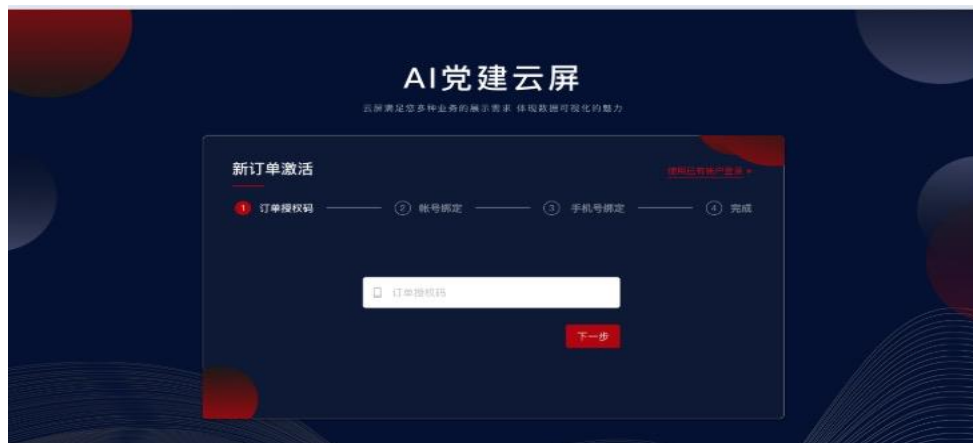 AI党建云屏
云屏满足您多种业务的展示需求 体现数据可视化的魅力
新订单激活
使用已有帐户登录
1 订单授权码
2 帐号绑定
3 手机号绑定
4 完成
订单授权码
下一步